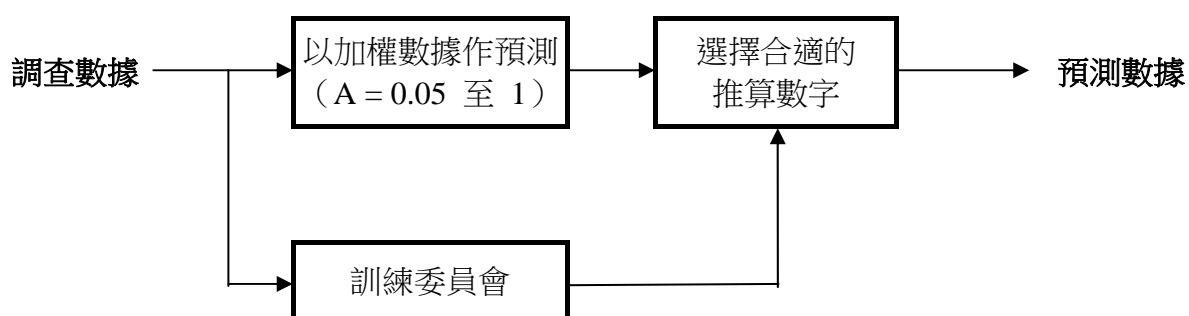 調查數據
以加權數據作預測
（A = 0.05 至 1）
選擇合適的
推算數字
預測數據
訓練委員會